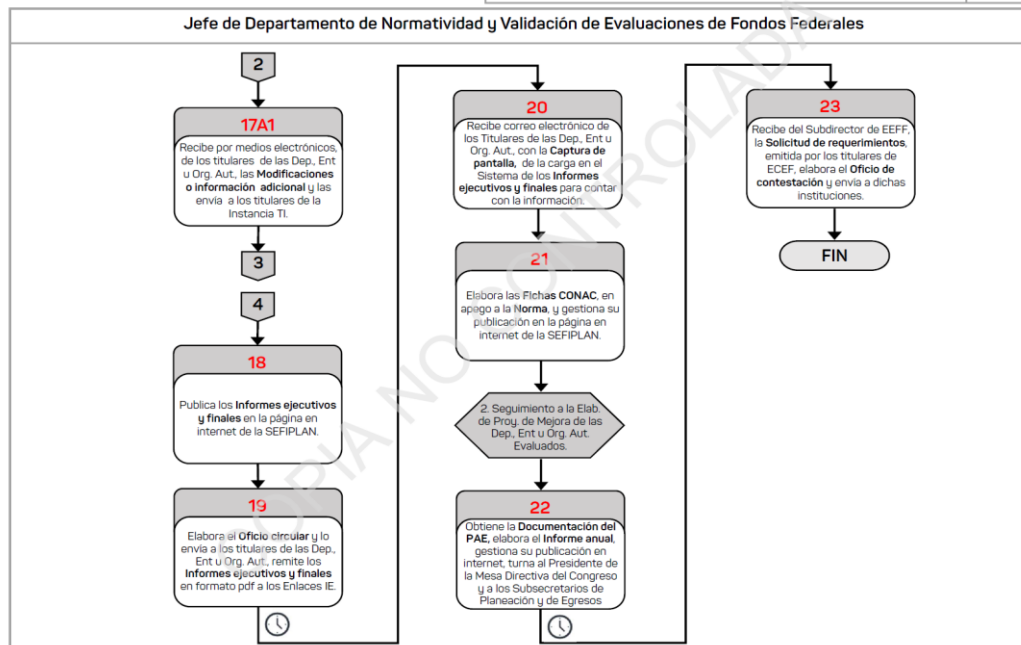 Jefe de Departamento de Normatividad y Validación de Evaluaciones de Fondos Federales
2
17A1
Recibe por medios electrónicos,
de los titulares de las Dep., Ent
u Org. Aut., las Modificaciones
o información adicional y las
envía a los titulares de la
Instancia TI.
3
4
18
Publica los Informes ejecutivos
y finales en la página en
internet de la SEFIPLAN.
19
Elabora el Oficio circular y lo
envía a los titulares de las Dep.,
Ent u Org. Aut., remite los
Informes ejecutivos y finales
en formato pdf a los Enlaces IE.
20
Recibe correo electrónico de
los Titulares de las Dep., Ent u
Org. Aut., con la Captura de
pantalla, de la carga en el
Sistema de los Informes
ejecutivos y finales para contar
con la información.
21
Elabora las Fichas CONAC, en
apego a la Norma, y gestiona su
publicación en la página en
internet de la SEFIPLAN.
2. Seguimiento a la Elab.
de Proy. de Mejora de las
Dep., Ent u Org. Aut.
Evaluados.
22
Obtiene la Documentación del
PAE, elabora el Informe anual,
gestiona su publicación en
internet, turna al Presidente de
la Mesa Directiva del Congreso
y a los Subsecretarios de
Planeación y de Egresos
23
Recibe del Subdirector de EEFF,
la Solicitud de requerimientos,
emitida por los titulares de
ECEF, elabora el Oficio de
contestación y envía a dichas
instituciones.
FIN
COPIA NO CONTROLADA